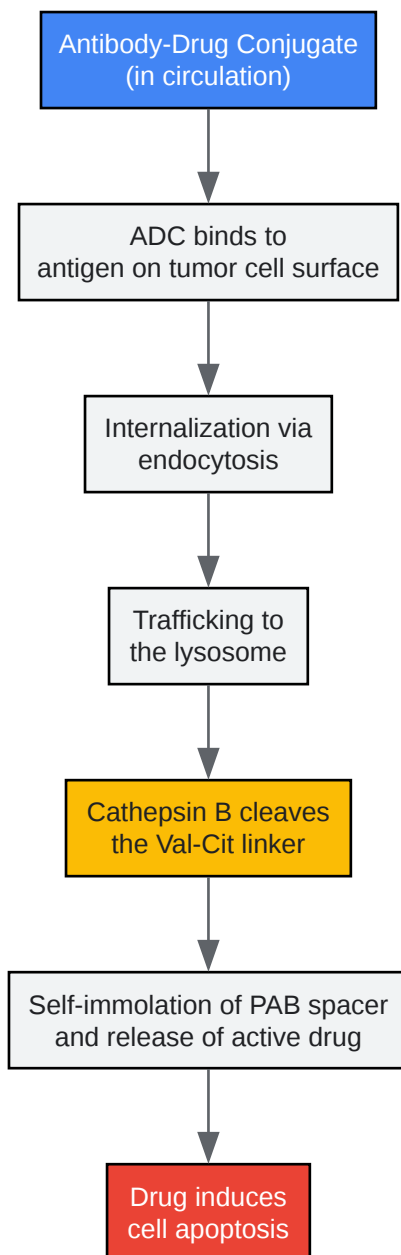 Antibody-Drug Conjugate
(in circulation)
ADC binds to
antigen on tumor cell surface
Internalization via
endocytosis
Trafficking to
the lysosome
Cathepsin B cleaves
the Val-Cit linker
Self-immolation of PAB spacer
and release of active drug
Drug induces
cell apoptosis